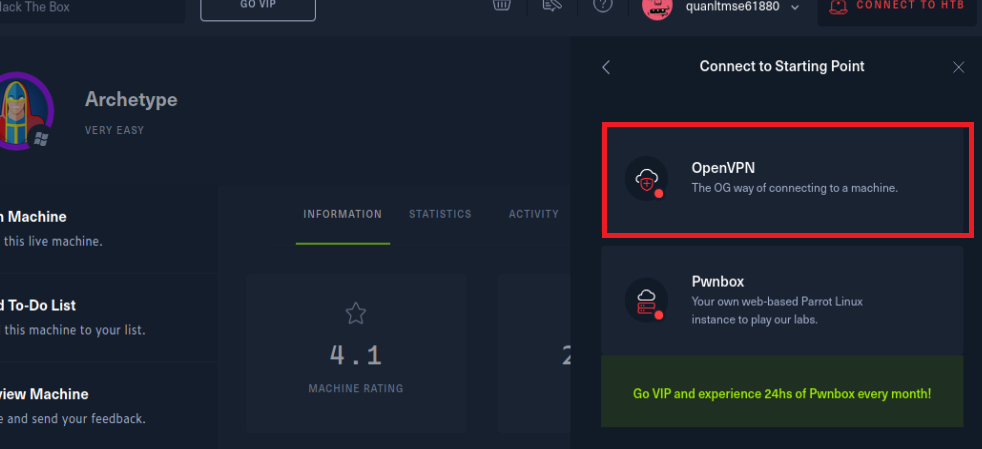 Hack The Box
GO VIP
quanltmse61880
CONNECT TO HTB
Connect to Starting Point
Archetype
VERY EASY
OpenVPN
The OG way of connecting to a machine.
Machine
this live machine.
INFORMATION
STATISTICS
ACTIVITY
Pwnbox
Your own web-based Parrot Linux
instance to play our labs.
To-Do List
this machine to your list.
4.1
2
MACHINE RATING
Go VIP and experience 24hs of Pwnbox every month!
view Machine
e and send your feedback.